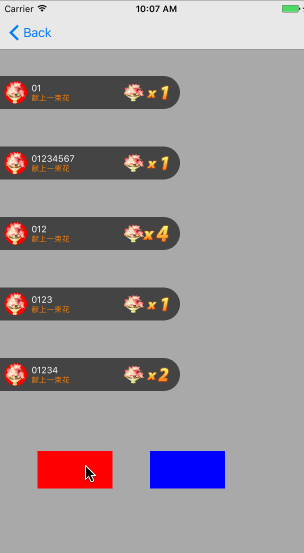 Carrier 10:07 AM
Back
01
献上一束花
x 1
01234567
献上一束花
x 1
012
献上一束花
x 4
0123
献上一束花
x 1
01234
献上一束花
x 2